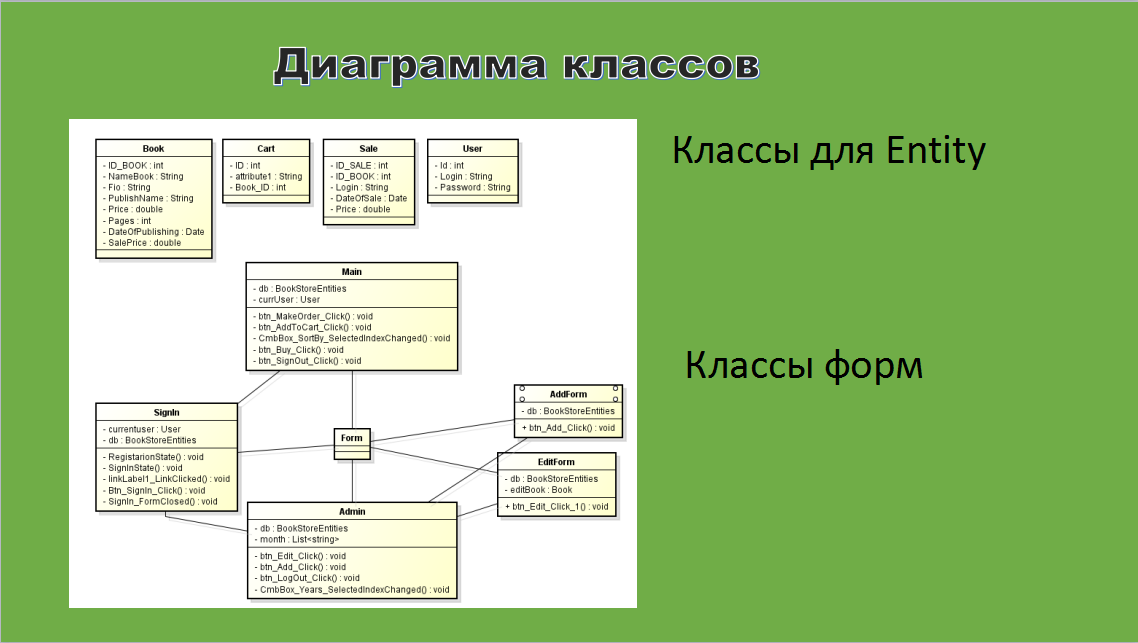 Диаграмма классов
Классы для Entity
Book
- ID_BOOK : int
- NameBook : String
- Fio : String
- PublishName : String
- Price : double
- Pages : int
- DateOfPublishing : Date
- SalePrice : double
Cart
- ID : int
- attribute1 : String
- Book_ID : int
Sale
- ID_SALE : int
- ID_BOOK : int
- Login : String
- DateOfSale : Date
- Price : double
User
- Id : int
- Login : String
- Password : String
Классы форм
Main
- db : BookStoreEntities
- currUser : User
- btn_MakeOrder_Click() : void
- btn_AddToCart_Click() : void
- CmbBox_SortBy_SelectedIndexChanged() : void
- btn_Buy_Click() : void
- btn_SignOut_Click() : void
SignIn
- currentuser : User
- db : BookStoreEntities
- RegistarionState() : void
- SignInState() : void
- linkLabel1_LinkClicked() : void
- Btn_SignIn_Click() : void
- SignIn_FormClosed() : void
Form
AddForm
- db : BookStoreEntities
+ btn_Add_Click() : void
EditForm
- db : BookStoreEntities
- editBook : Book
+ btn_Edit_Click_1() : void
Admin
- db : BookStoreEntities
- month : List<string>
- btn_Edit_Click() : void
- btn_Add_Click() : void
- btn_LogOut_Click() : void
- CmbBox_Years_SelectedIndexChanged() : void